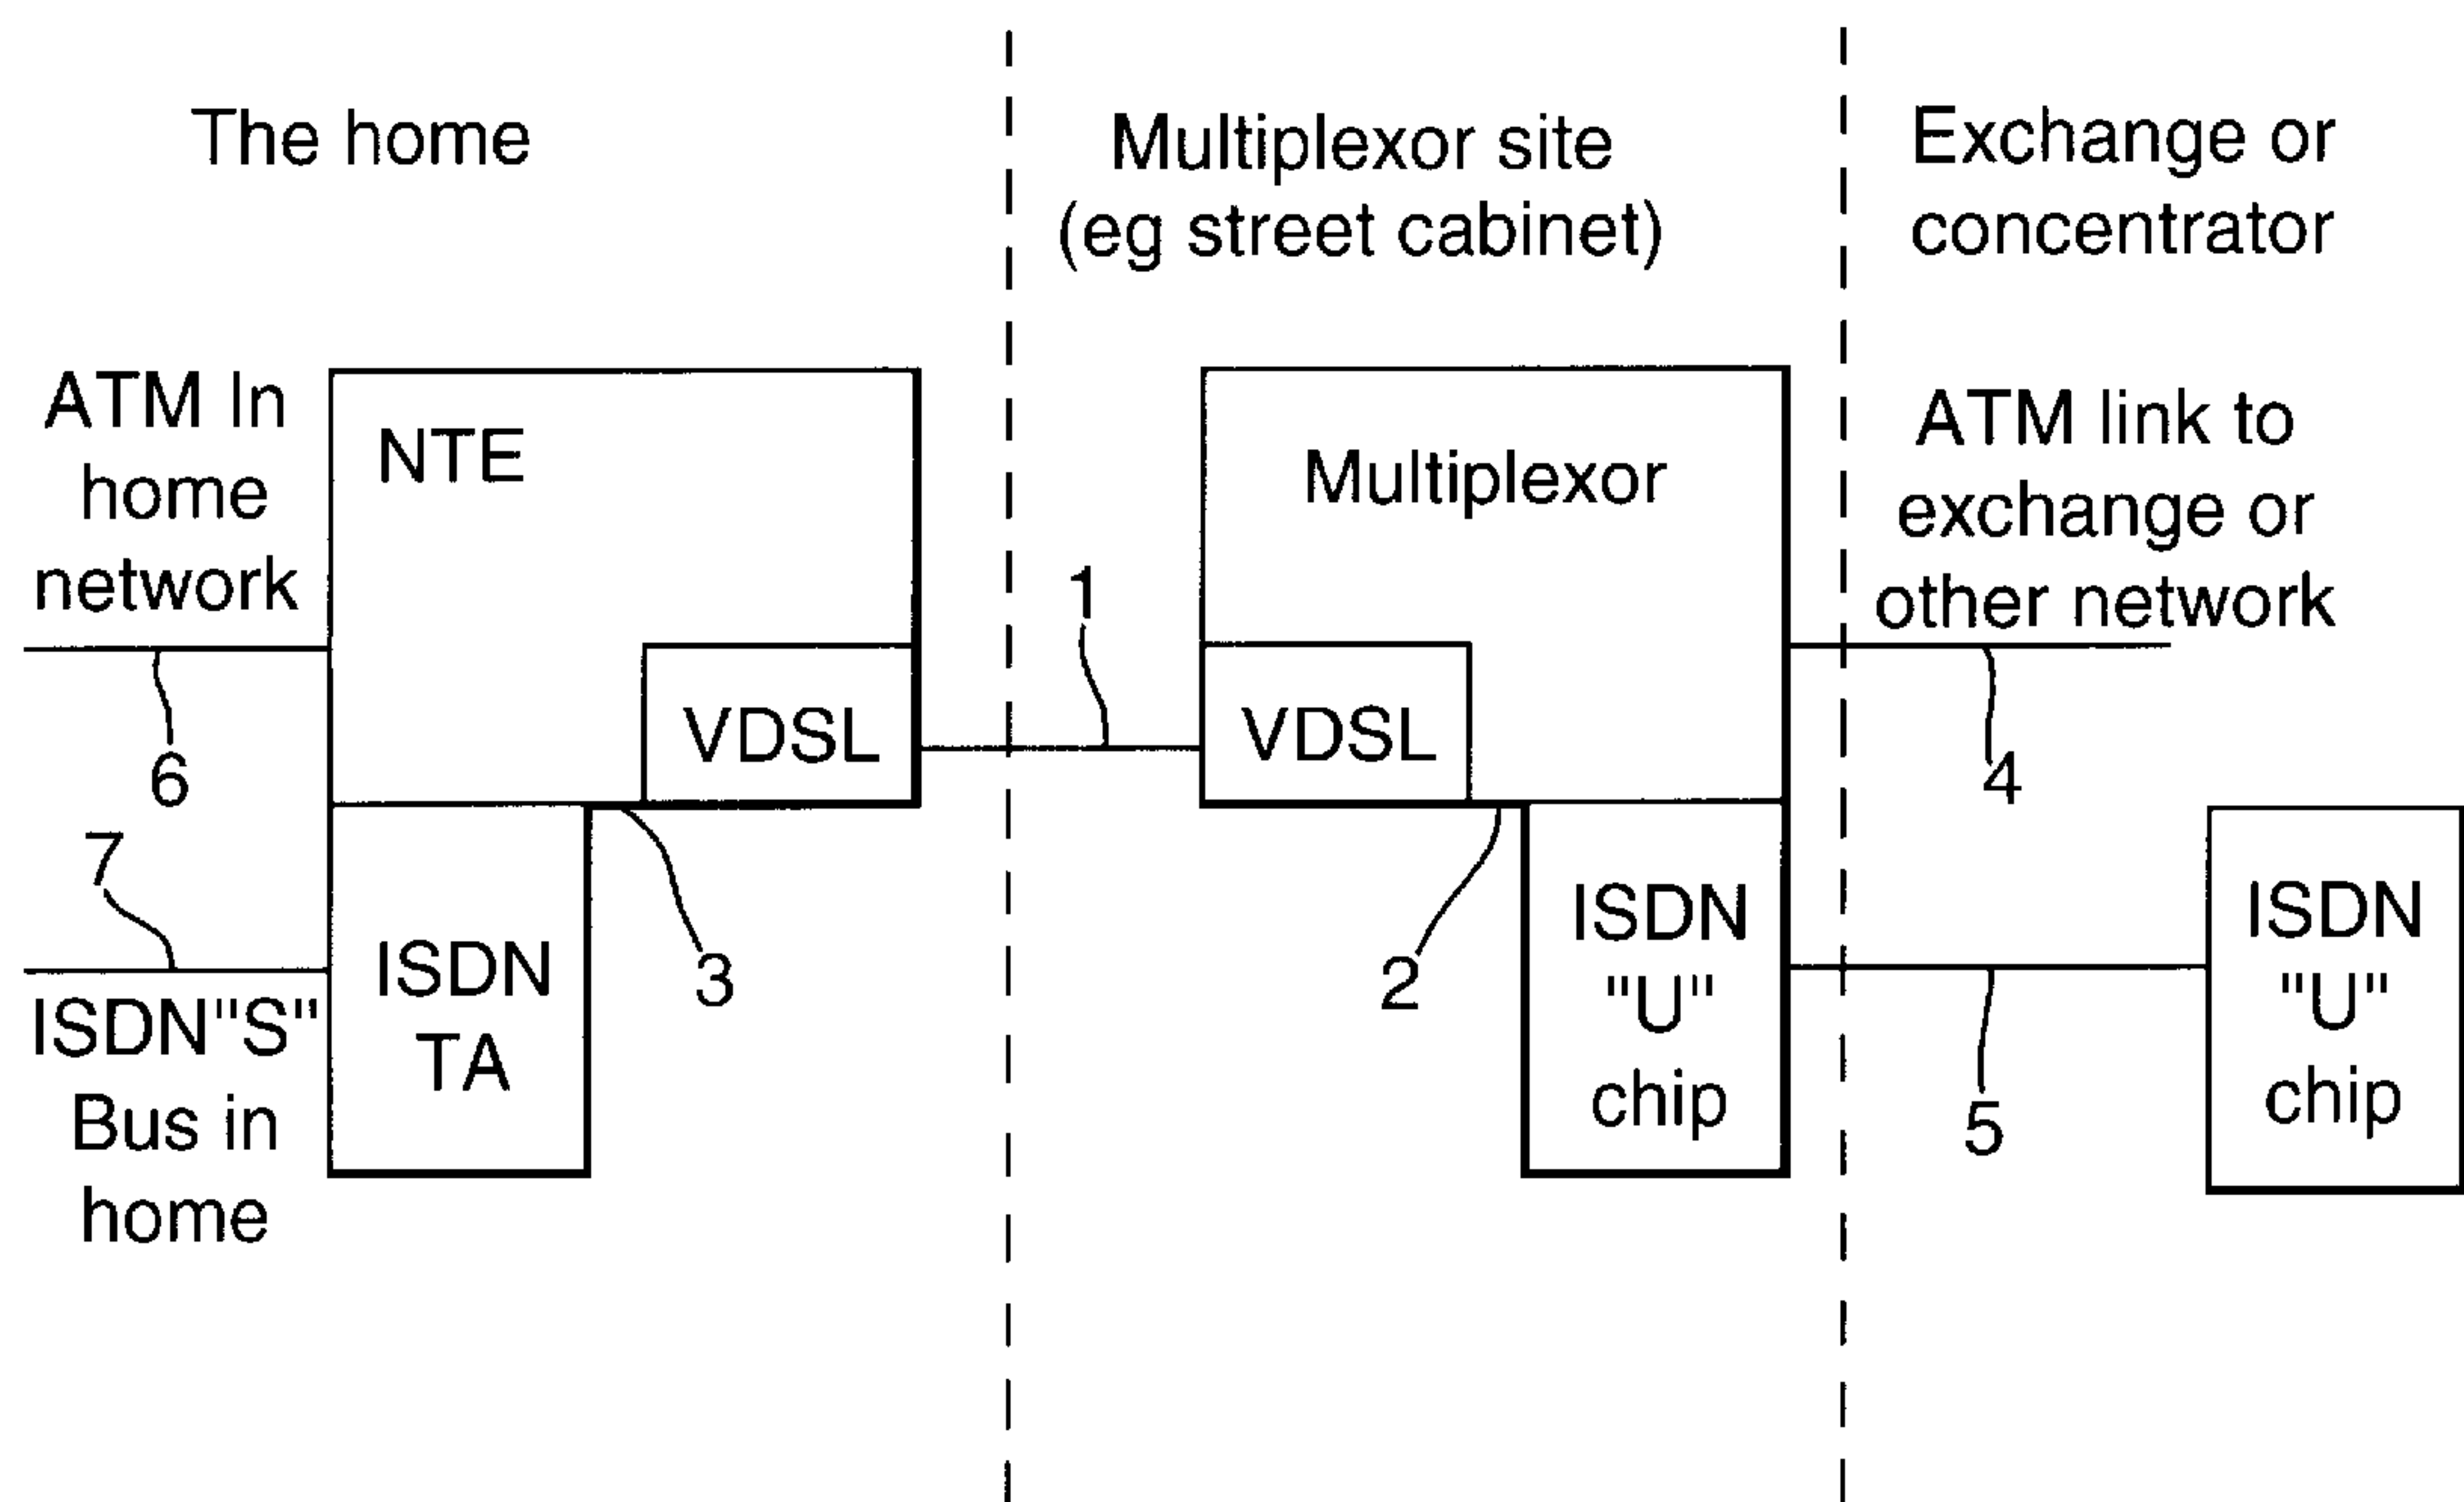 The home
Multiplexor site
(eg street cabinet)
Exchange or
concentrator
ATM In
home
network
NTE
VDSL
1
Multiplexor
VDSL
ATM link to
exchange or
other network
6
4
7
ISDN"S"
Bus in
home
ISDN
TA
3
2
ISDN
"U"
chip
5
ISDN
"U"
chip